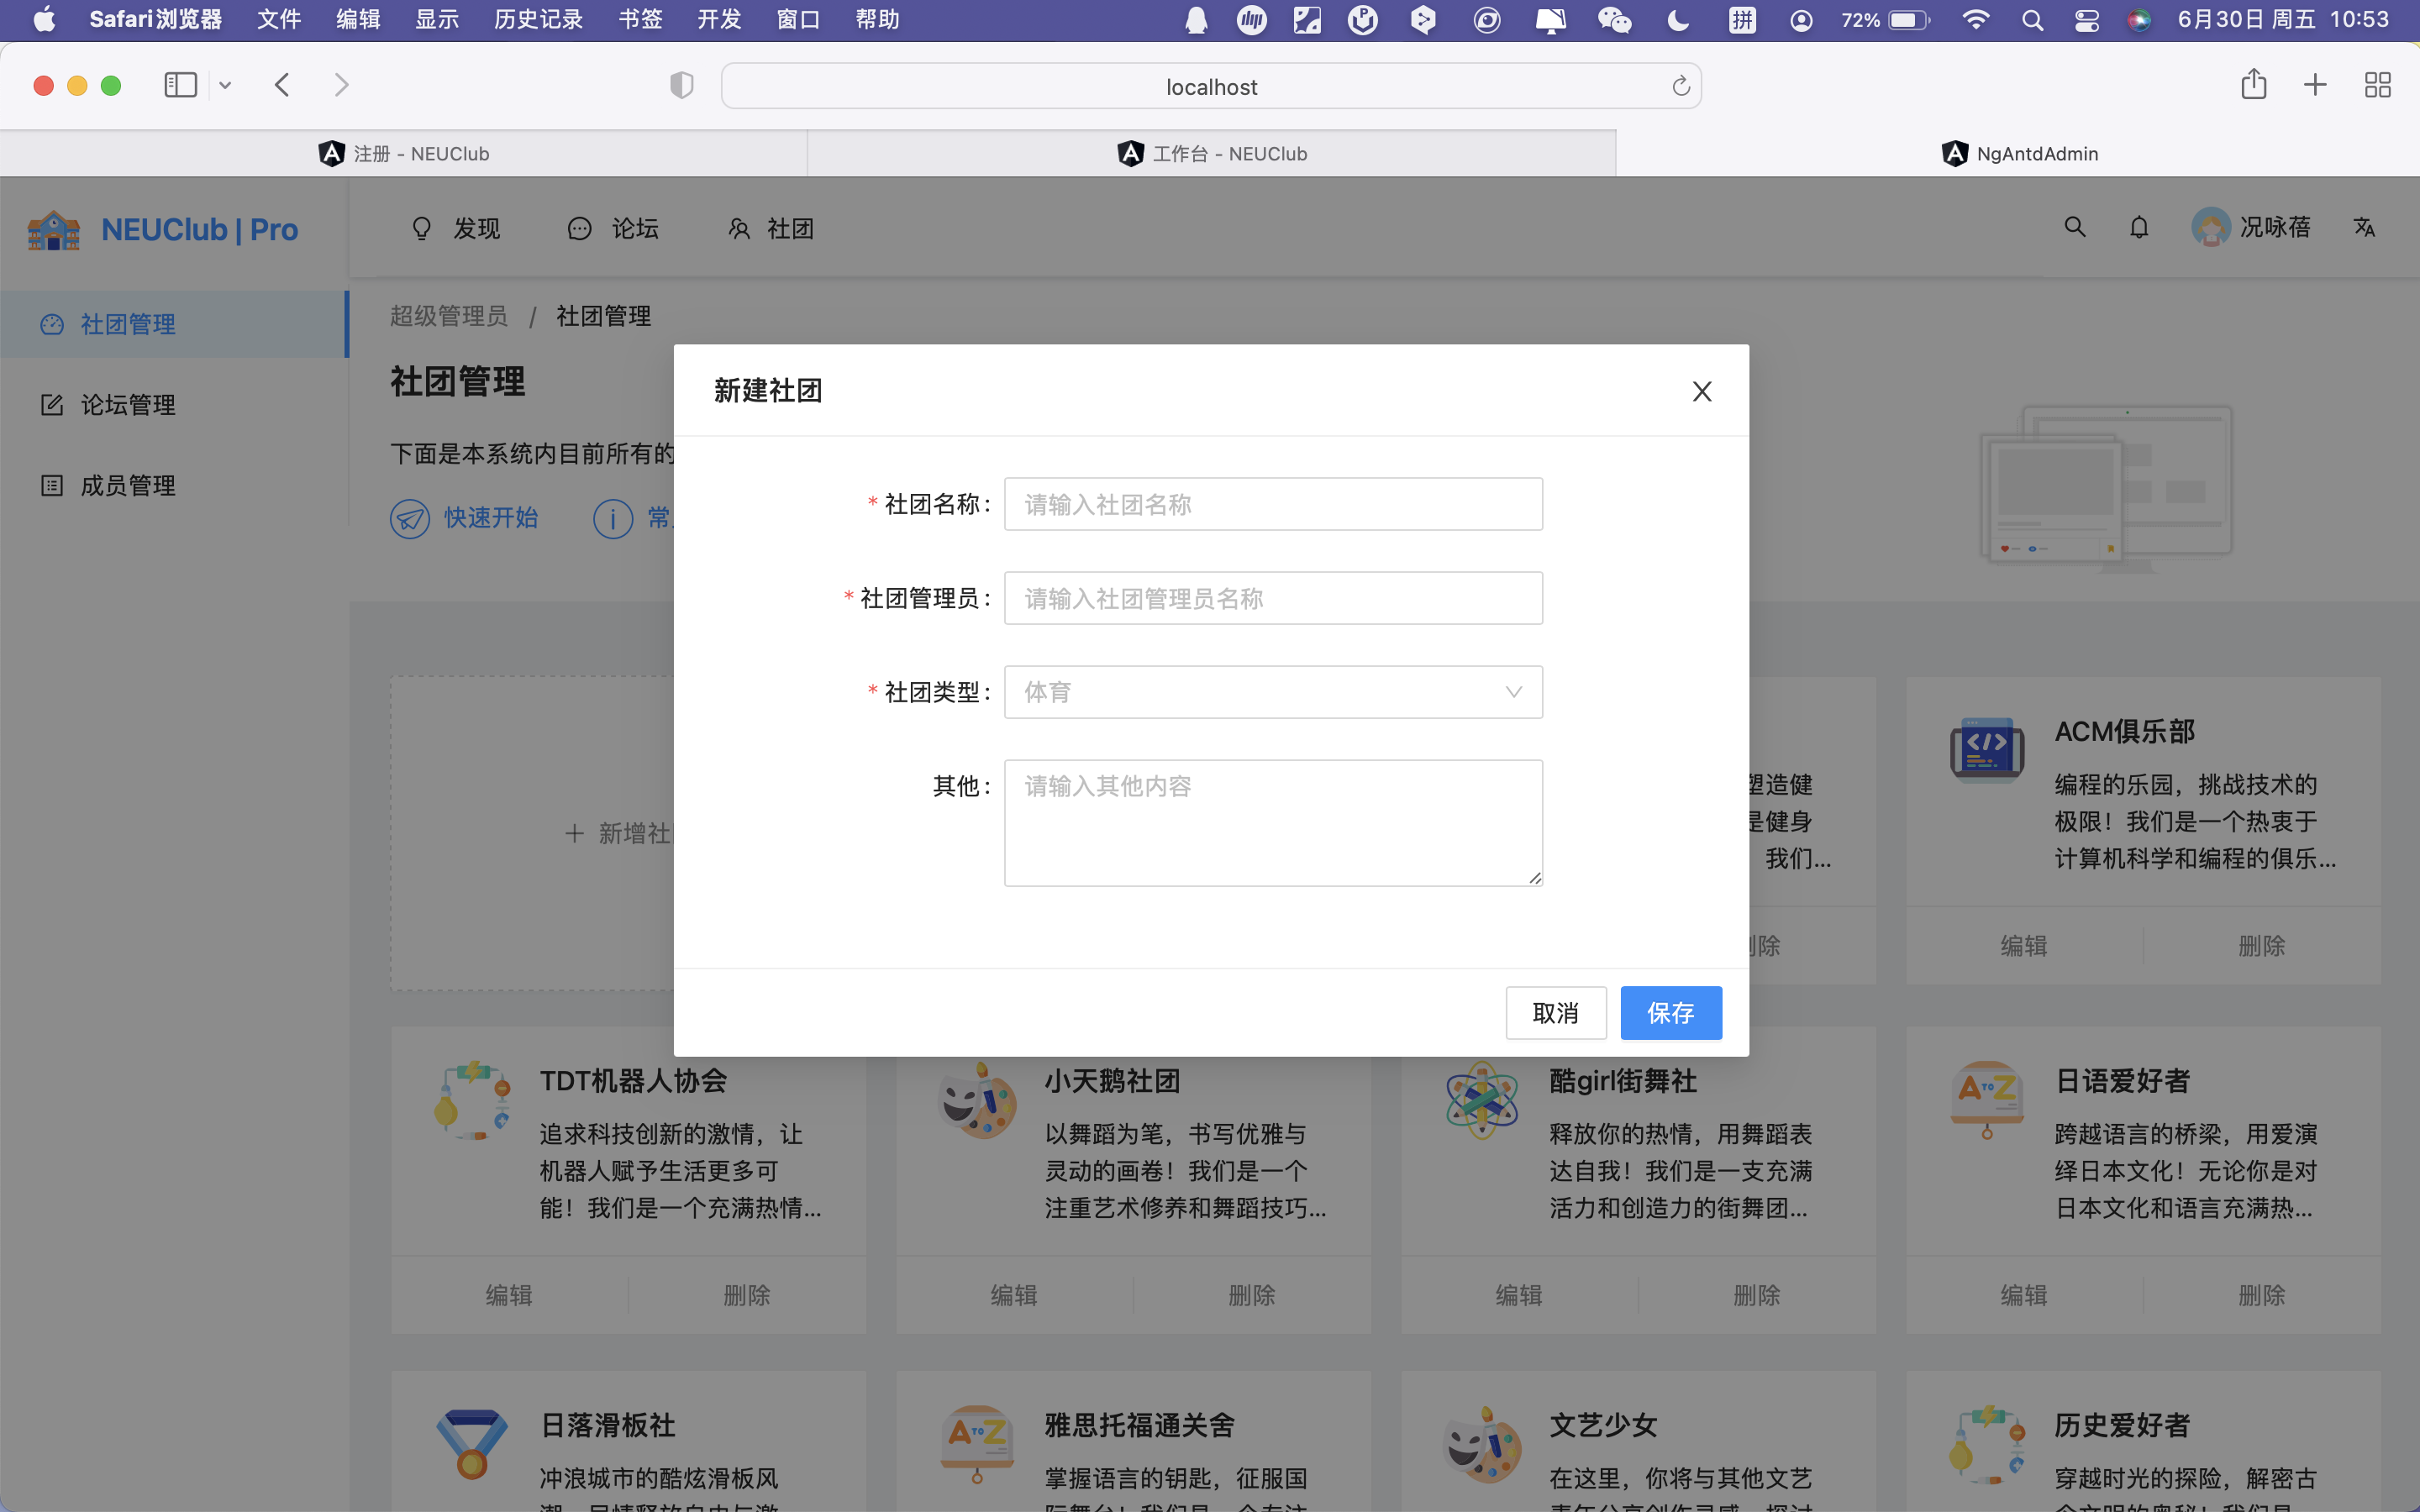 Safari浏览器 文件 编辑 显示 历史记录 书签 开发 窗口 帮助 拼 72% 6月30日 周五 10:53
localhost
注册 - NEUClub 工作台 - NEUClub NgAntdAdmin
NEUClub | Pro 发现 论坛 社团 况咏蓓
社团管理
论坛管理
成员管理
超级管理员 / 社团管理
社团管理
下面是本系统内目前所有的
快速开始 常
新建社团
* 社团名称: 请输入社团名称
* 社团管理员: 请输入社团管理员名称
* 社团类型: 体育
其他: 请输入其他内容
取消 保存
+ 新增社
塑造健
是健身
我们...
删除
ACM俱乐部
编程的乐园，挑战技术的
极限！我们是一个热衷于
计算机科学和编程的俱乐...
编辑 删除
TDT机器人协会
追求科技创新的激情，让
机器人赋予生活更多可
能！我们是一个充满热情...
编辑 删除
小天鹅社团
以舞蹈为笔，书写优雅与
灵动的画卷！我们是一个
注重艺术修养和舞蹈技巧...
编辑 删除
酷girl街舞社
释放你的热情，用舞蹈表
达自我！我们是一支充满
活力和创造力的街舞团...
编辑 删除
A TO Z
日语爱好者
跨越语言的桥梁，用爱演
绎日本文化！无论你是对
日本文化和语言充满热...
编辑 删除
日落滑板社
冲浪城市的酷炫滑板风
A TO Z
雅思托福通关舍
掌握语言的钥匙，征服国
文艺少女
在这里，你将与其他文艺
历史爱好者
穿越时光的探险，解密古